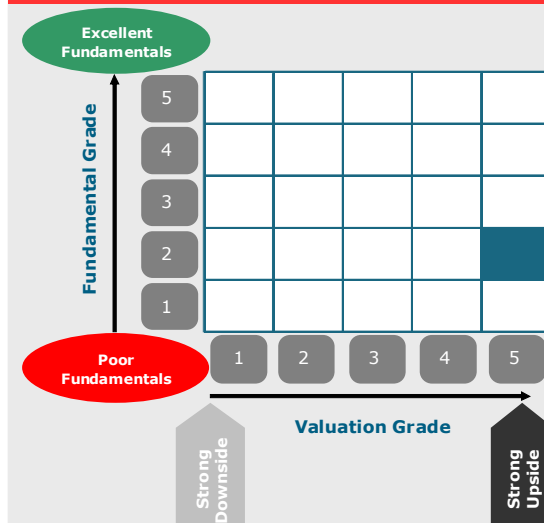 Excellent
Fundamentals
Fundamental Grade
5
4
3
2
1
Poor
Fundamentals
1
2
3
4
5
Valuation Grade
Strong
Downside
Strong
Upside